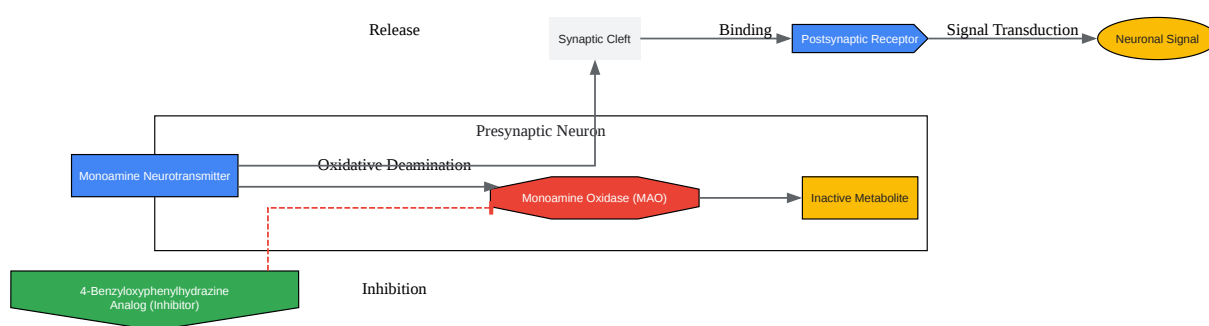 Release
Synaptic Cleft
Binding
Postsynaptic Receptor
Signal Transduction
Neuronal Signal
Presynaptic Neuron
Oxidative Deamination
Monoamine Neurotransmitter
Monoamine Oxidase (MAO)
Inactive Metabolite
4-Benzyloxyphenylhydrazine
Analog (Inhibitor)
Inhibition